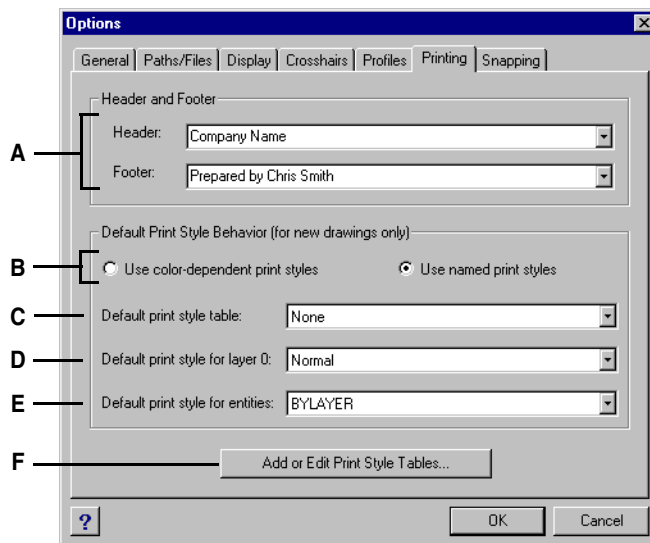 Options
General Paths/Files Display Crosshairs Profiles Printing Snapping
Header and Footer
A
Header: Company Name
Footer: Prepared by Chris Smith
Default Print Style Behavior (for new drawings only)
B Use color-dependent print styles Use named print styles
C Default print style table: None
D Default print style for layer 0: Normal
E Default print style for entities: BYLAYER
F Add or Edit Print Style Tables...
? OK Cancel